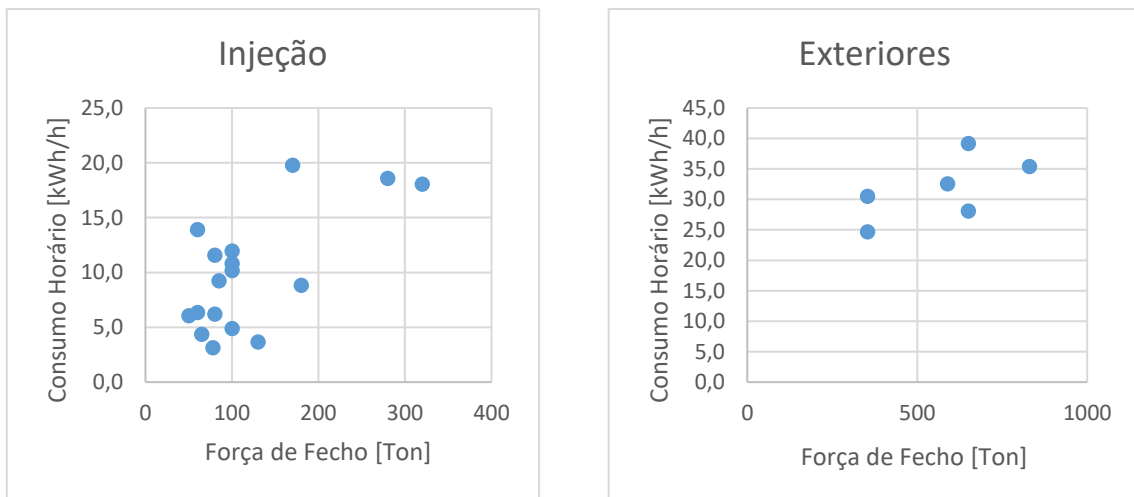 Injeção
Consumo Horário [kWh/h]
25,0
20,0
15,0
10,0
5,0
0,0
0 100 200 300 400
Força de Fecho [Ton]
Exteriores
Consumo Horário [kWh/h]
45,0
40,0
35,0
30,0
25,0
20,0
15,0
10,0
5,0
0,0
0 500 1000
Força de Fecho [Ton]